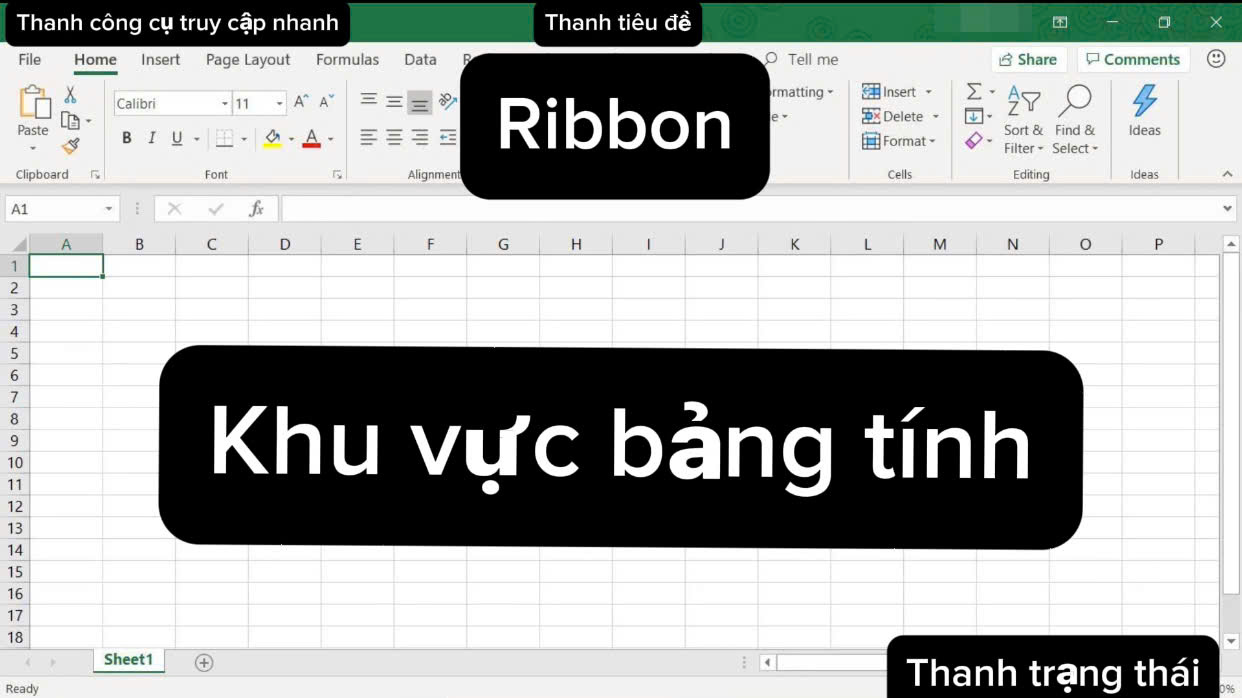 Thanh công cụ truy cập nhanh
Thanh tiêu đề
File Home Insert Page Layout Formulas Data
Tell me
Share
Comments
Ribbon
Calibri
11
Insert
Delete
Format
Paste
B I U
Sort &
Filter
Find &
Select
Ideas
Clipboard
Font
Alignment
Cells
Editing
Ideas
A1
fx
A B C D E F G H I J K L M N O P
1
2
3
4
5
6
7
8
9
10
11
12
13
14
15
16
17
18
Khu vực bảng tính
Sheet1
Thanh trạng thái
Ready